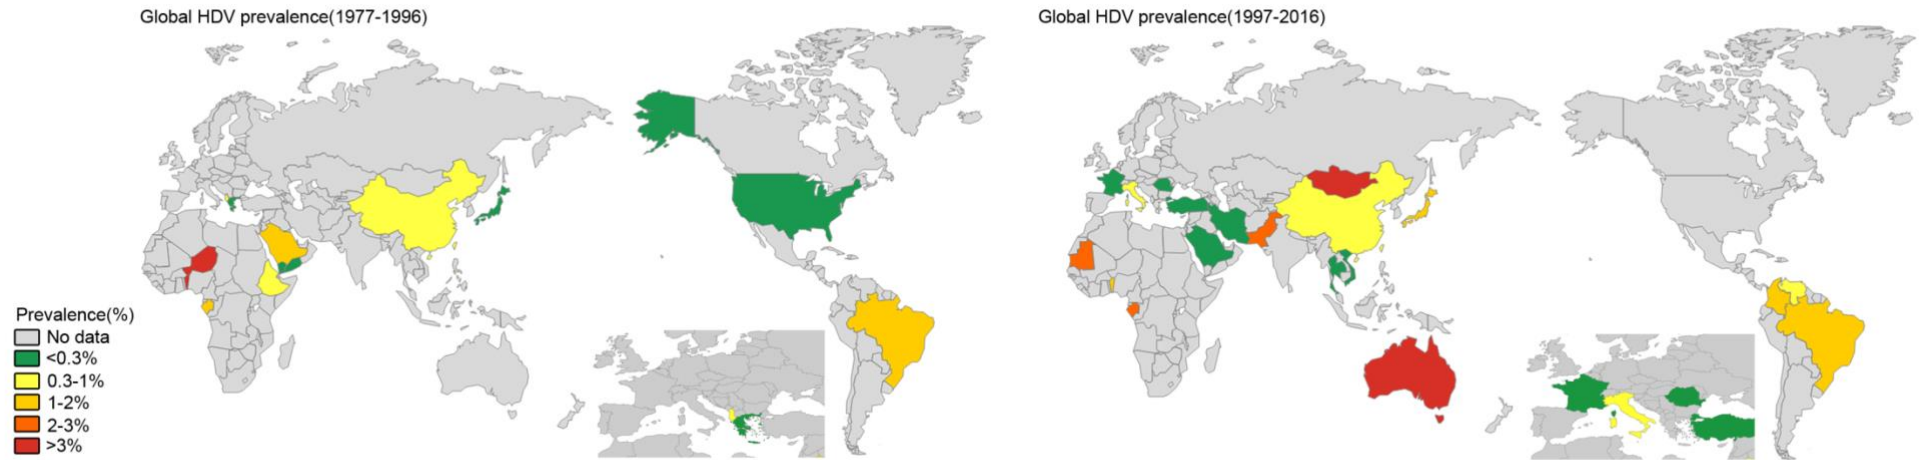 Global HDV prevalence(1977-1996)
Global HDV prevalence(1997-2016)
Prevalence(%)
No data
<0.3%
0.3-1%
1-2%
2-3%
>3%